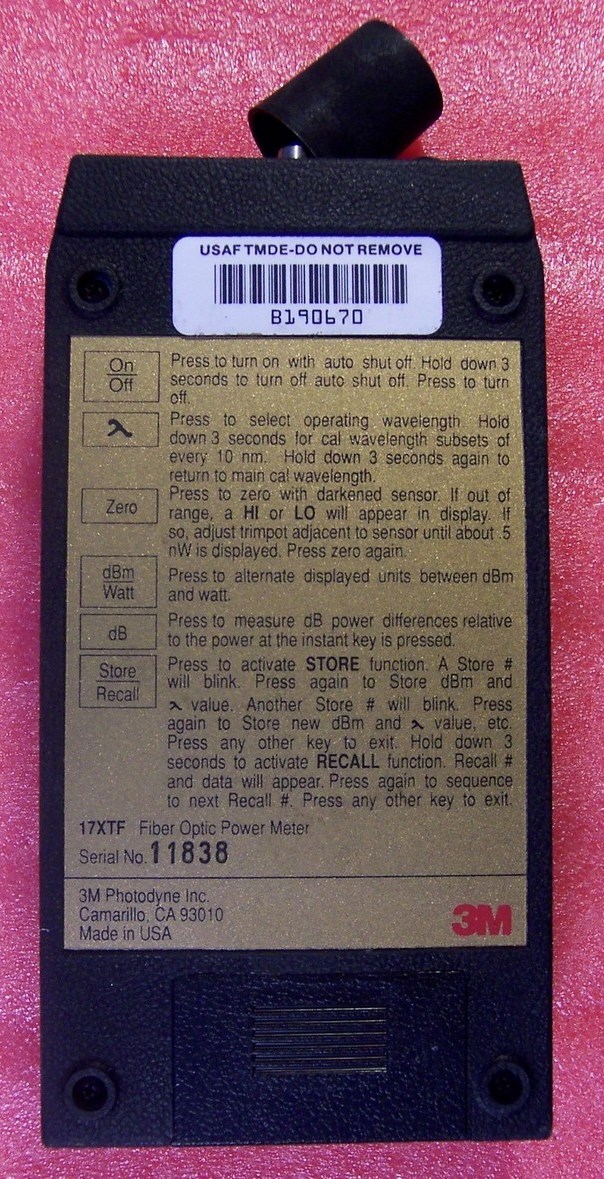 USAF TMDE-DO NOT REMOVE
B190670
On
Off
Press to turn on with auto shut off. Hold down 3
seconds to turn off auto shut off. Press to turn
off.
λ
Press to select operating wavelength Hold
down 3 seconds for cal wavelength subsets of
every 10 nm. Hold down 3 seconds again to
return to main cal wavelength.
Zero
Press to zero with darkened sensor. If out of
range, a HI or LO will appear in display. If
so, adjust trimpot adjacent to sensor until about .5
nW is displayed. Press zero again.
dBm
Watt
Press to alternate displayed units between dBm
and watt.
dB
Press to measure dB power differences relative
to the power at the instant key is pressed.
Store
Recall
Press to activate STORE function. A Store #
will blink. Press again to Store dBm and
λ value. Another Store # will blink. Press
again to Store new dBm and λ value, etc.
Press any other key to exit. Hold down 3
seconds to activate RECALL function. Recall #
and data will appear. Press again to sequence
to next Recall #. Press any other key to exit.
17XTF Fiber Optic Power Meter
Serial No. 11838
3M Photodyne Inc.
Camarillo, CA 93010
Made in USA
3M